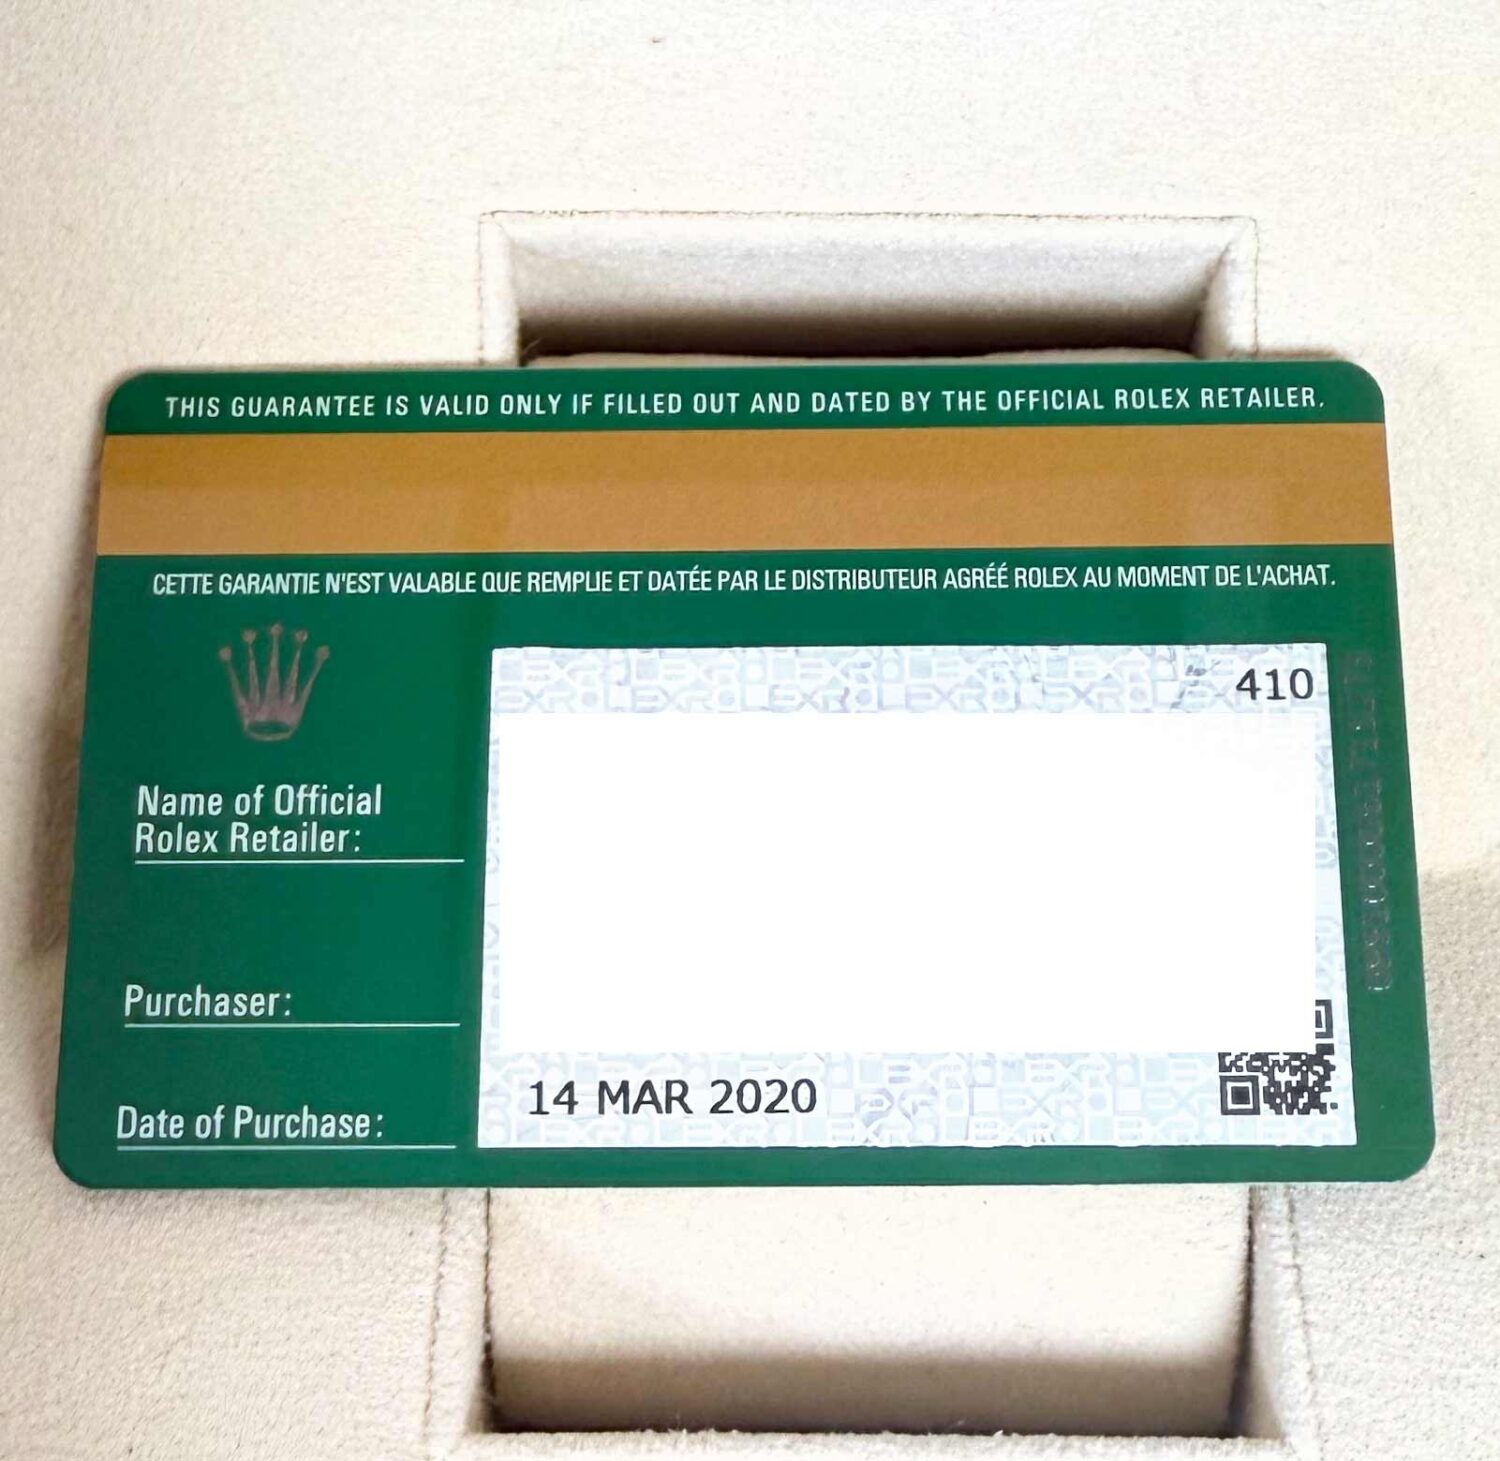 THIS GUARANTEE IS VALID ONLY IF FILLED OUT AND DATED BY THE OFFICIAL ROLEX RETAILER.
CETTE GARANTIE N'EST VALABLE QUE REMPLIE ET DATÉE PAR LE DISTRIBUTEUR AGRÉÉ ROLEX AU MOMENT DE L'ACHAT.
410
Name of Official
Rolex Retailer:
Purchaser:
Date of Purchase:
14 MAR 2020